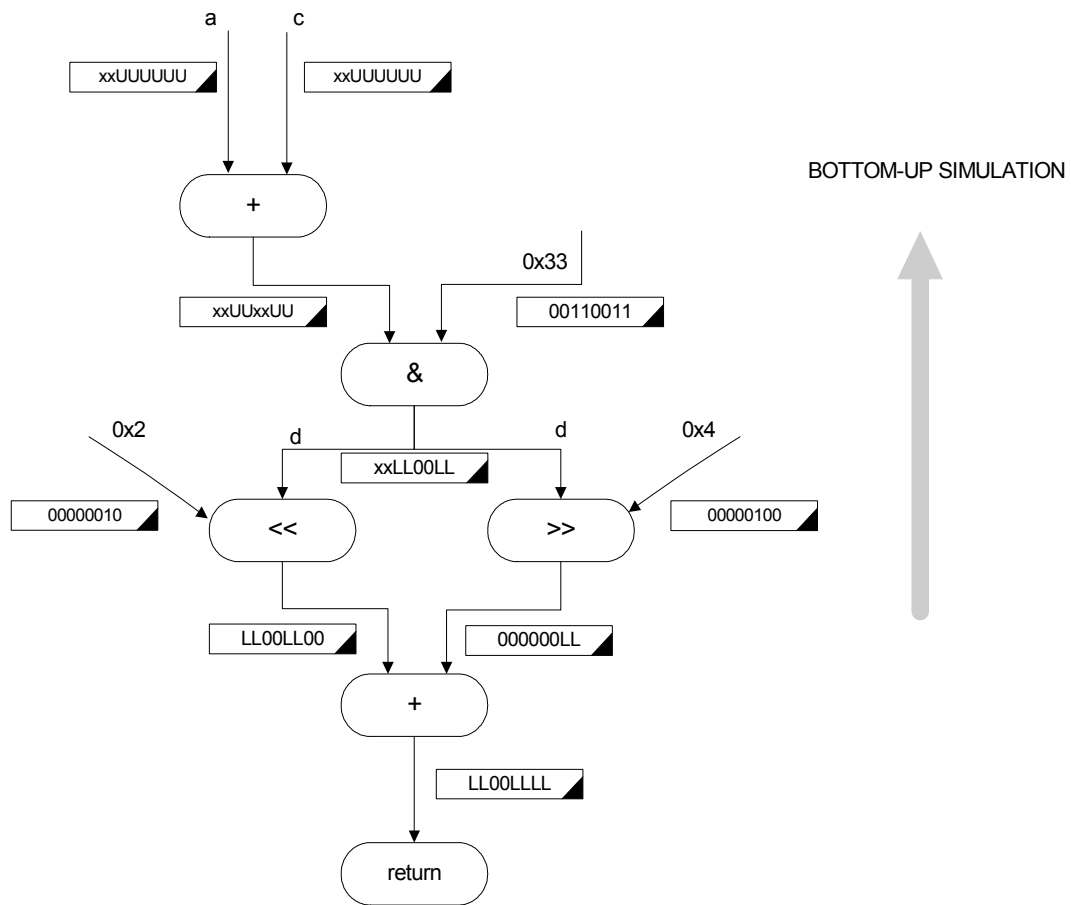 a
c
xxUUUUUU
xxUUUUUU
BOTTOM-UP SIMULATION
+
0x33
xxUUxxUU
00110011
&
0x2
d
d
0x4
xxLL00LL
00000010
<<
>>
00000100
LL00LL00
000000LL
+
LL00LLLL
return